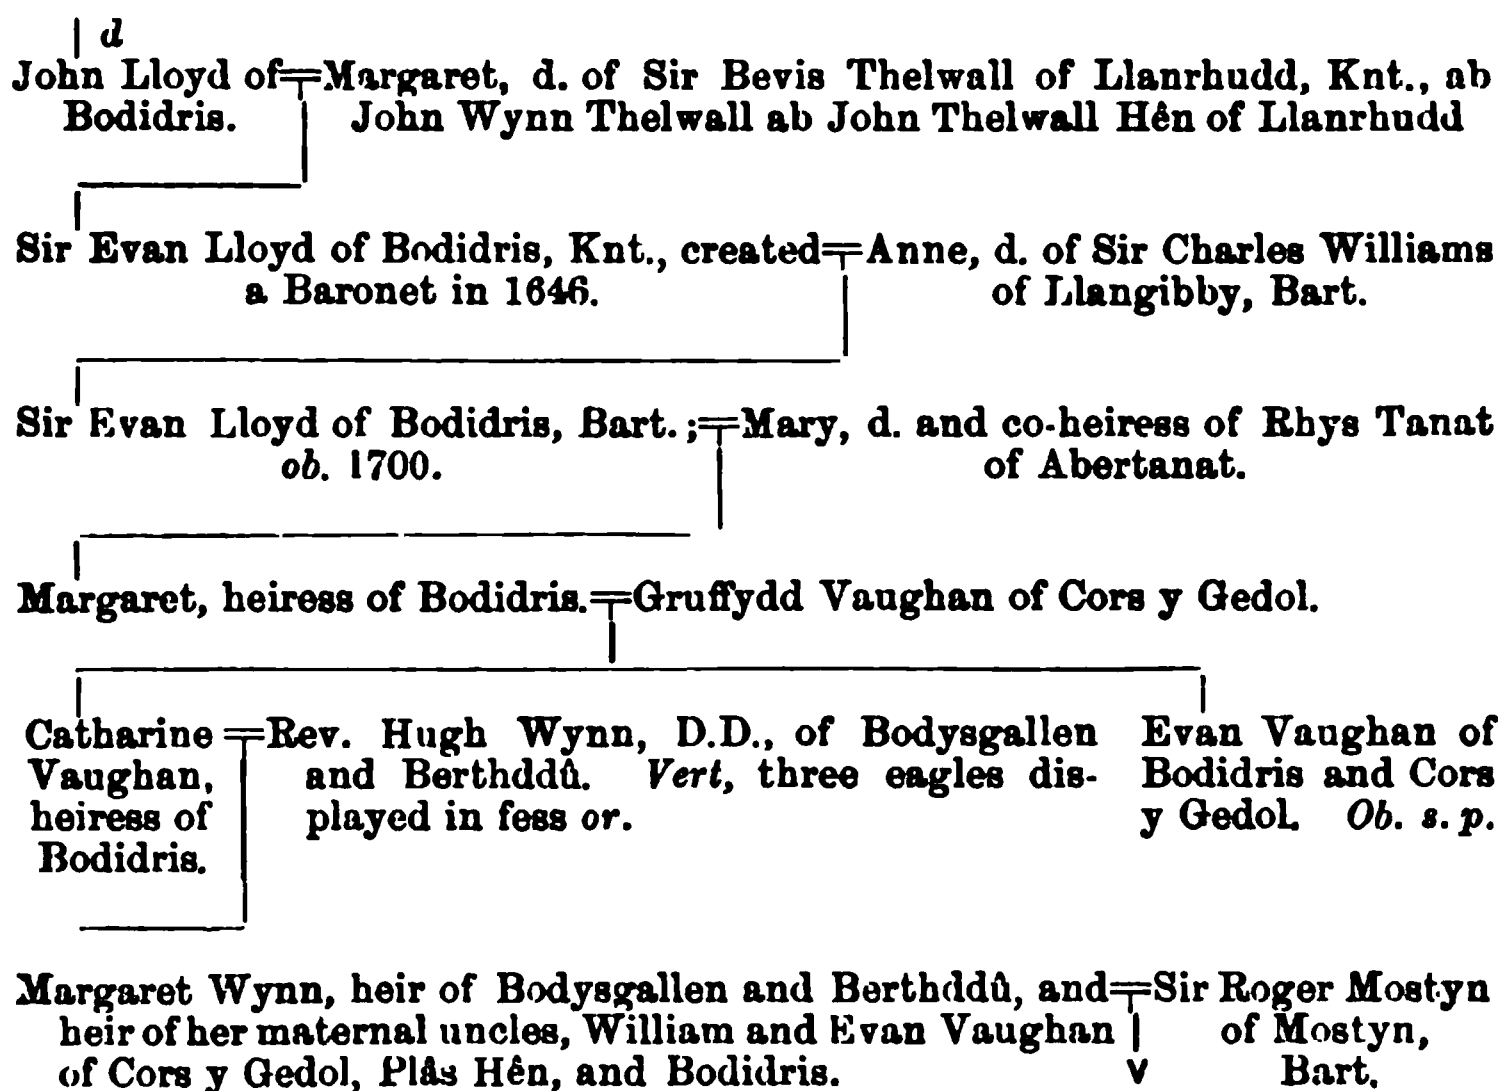 d
John Lloyd of=Margaret, d. of Sir Bevis Thelwall of Llanrhudd, Knt., ab
Bodidris. John Wynn Thelwall ab John Thelwall Hên of Llanrhudd
Sir Evan Lloyd of Bodidris, Knt., created=Anne, d. of Sir Charles Williams
a Baronet in 1646. of Llangibby, Bart.
Sir Evan Lloyd of Bodidris, Bart.;=Mary, d. and co-heiress of Rhys Tanat
ob. 1700. of Abertanat.
Margaret, heiress of Bodidris.=Gruffydd Vaughan of Cors y Gedol.
Catharine=Rev. Hugh Wynn, D.D., of Bodysgallen Evan Vaughan of
Vaughan, and Berthddû. Vert, three eagles dis- Bodidris and Cors
heiress of played in fess or. y Gedol. Ob. s. p.
Bodidris.
Margaret Wynn, heir of Bodysgallen and Berthddû, and=Sir Roger Mostyn
heir of her maternal uncles, William and Evan Vaughan of Mostyn,
of Cors y Gedol, Plâs Hên, and Bodidris. v Bart.